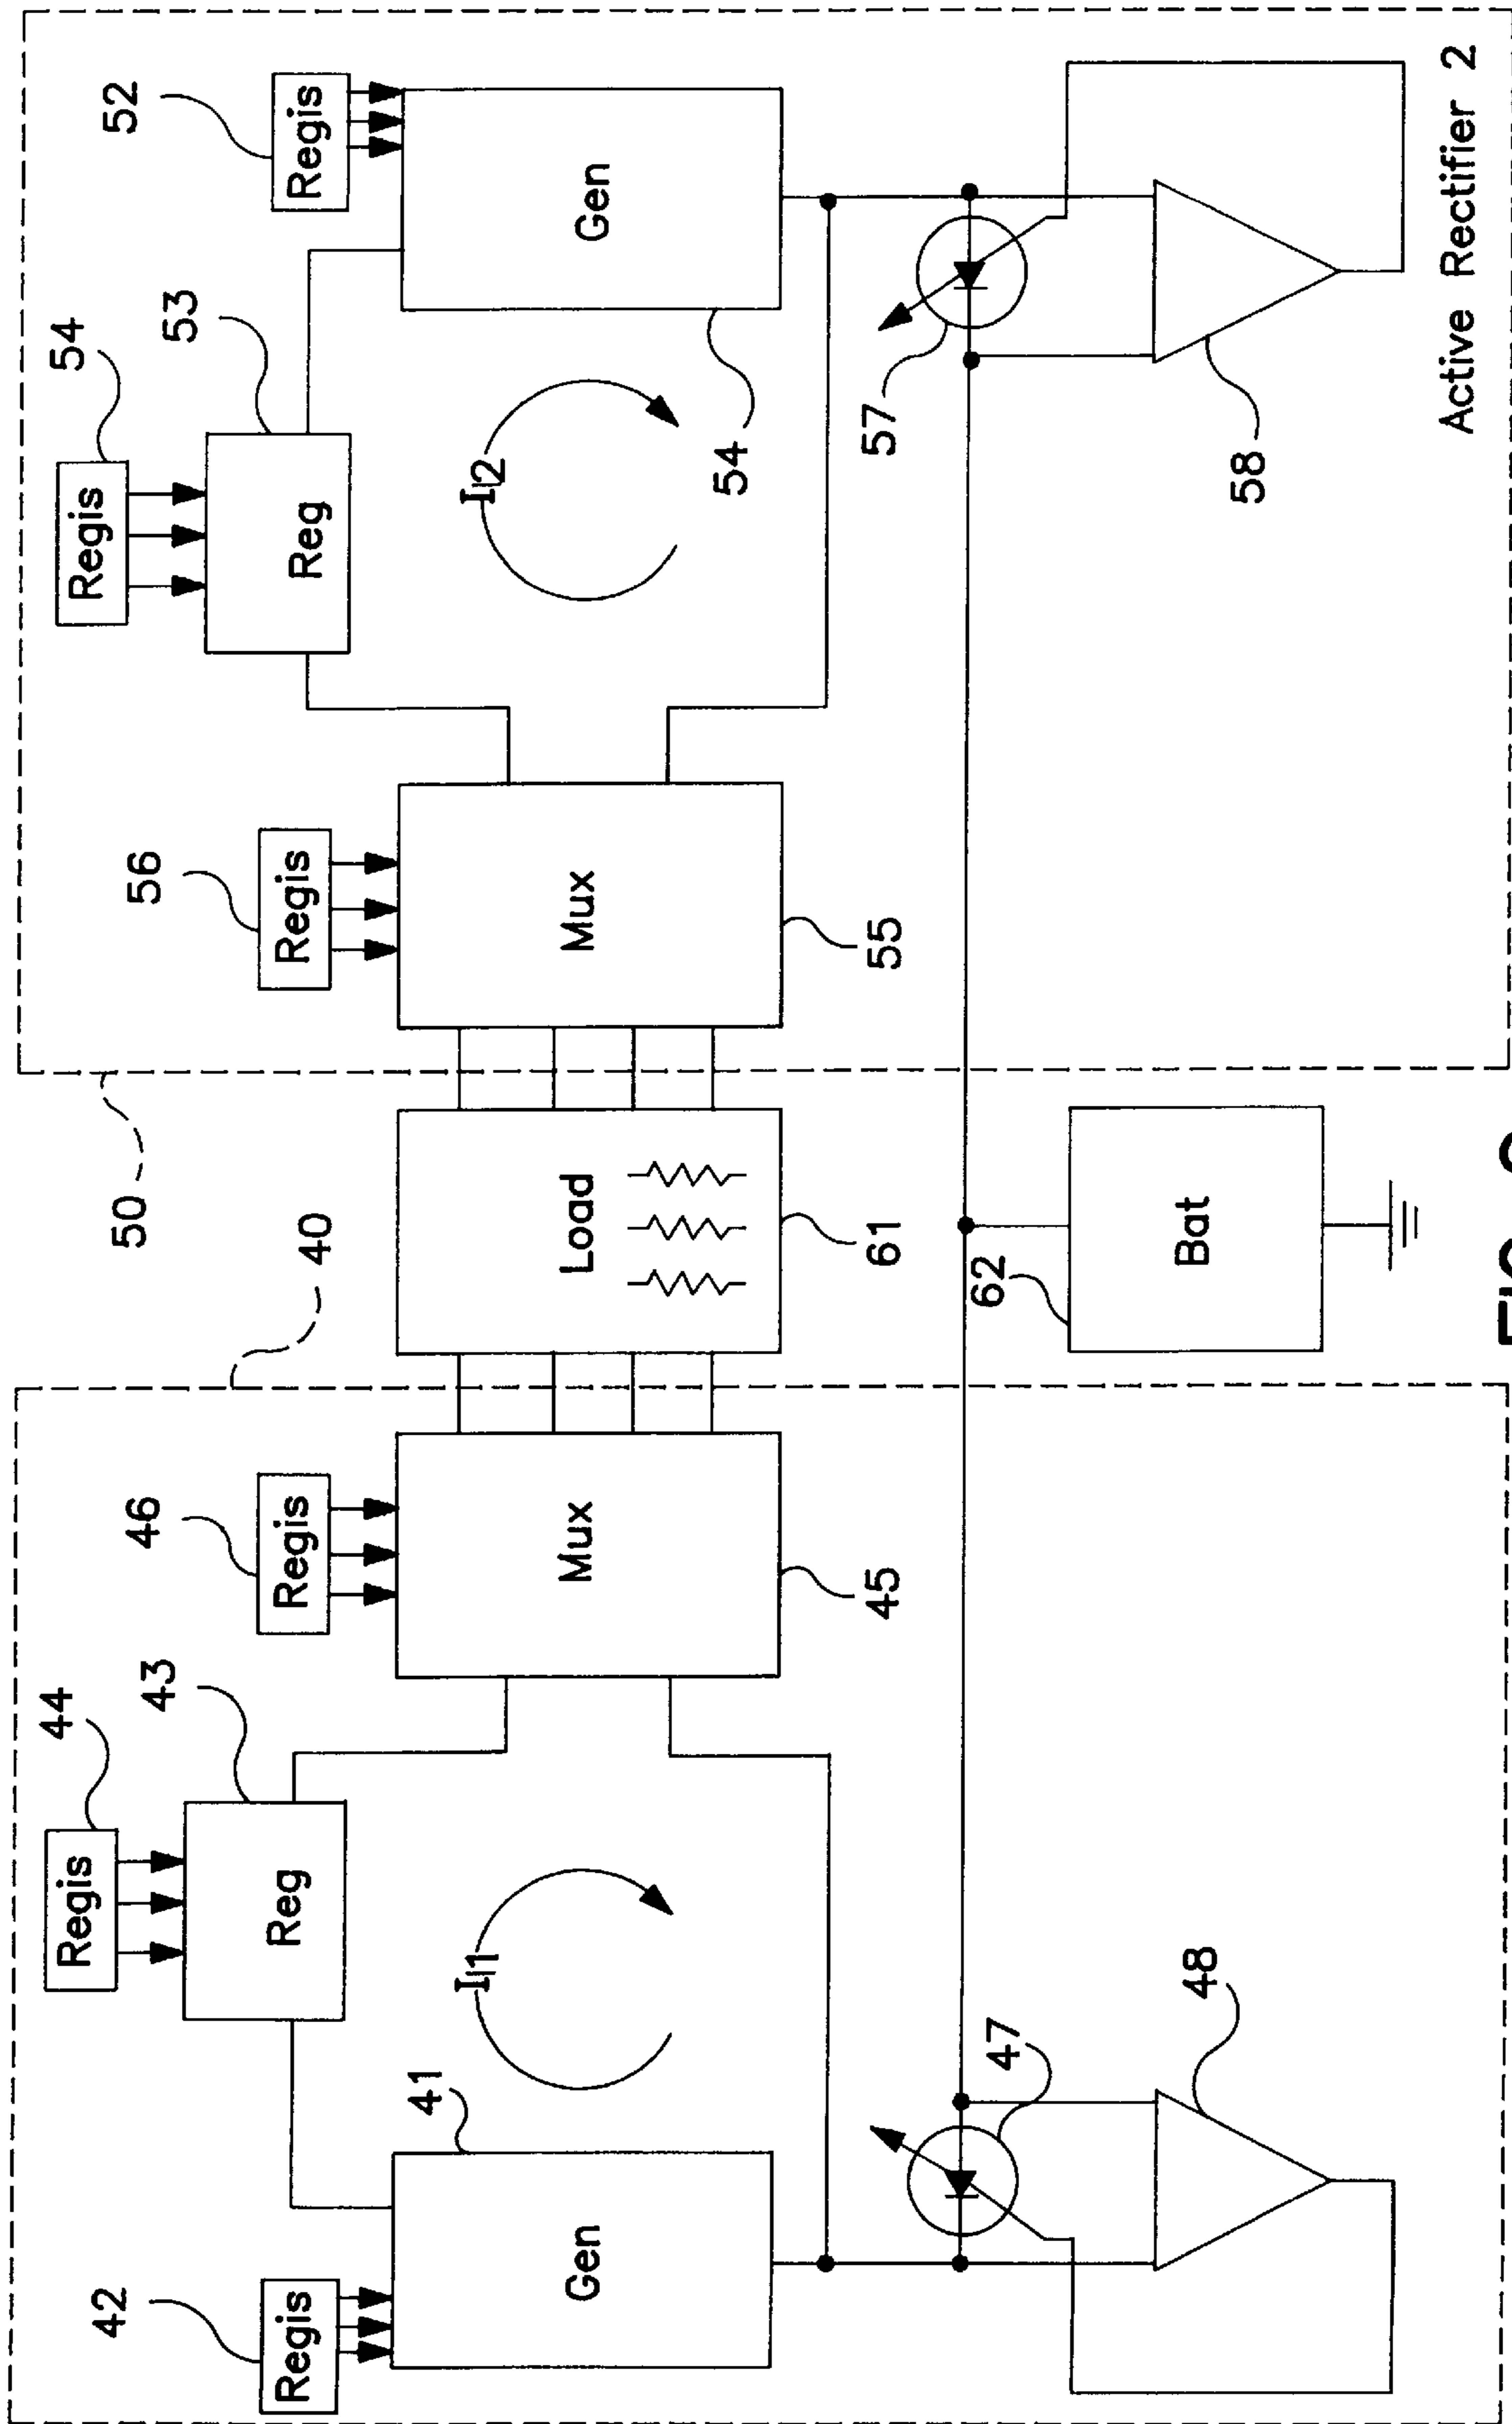 54
52
Regis
53
Regis
Reg
Gen
I2
54
56
Regis
Mux
55
57
58
Active Rectifier 2
50
40
Load
61
62
Bat
44
Regis
43
46
Regis
Reg
Mux
45
42
Regis
41
I1
Gen
47
48